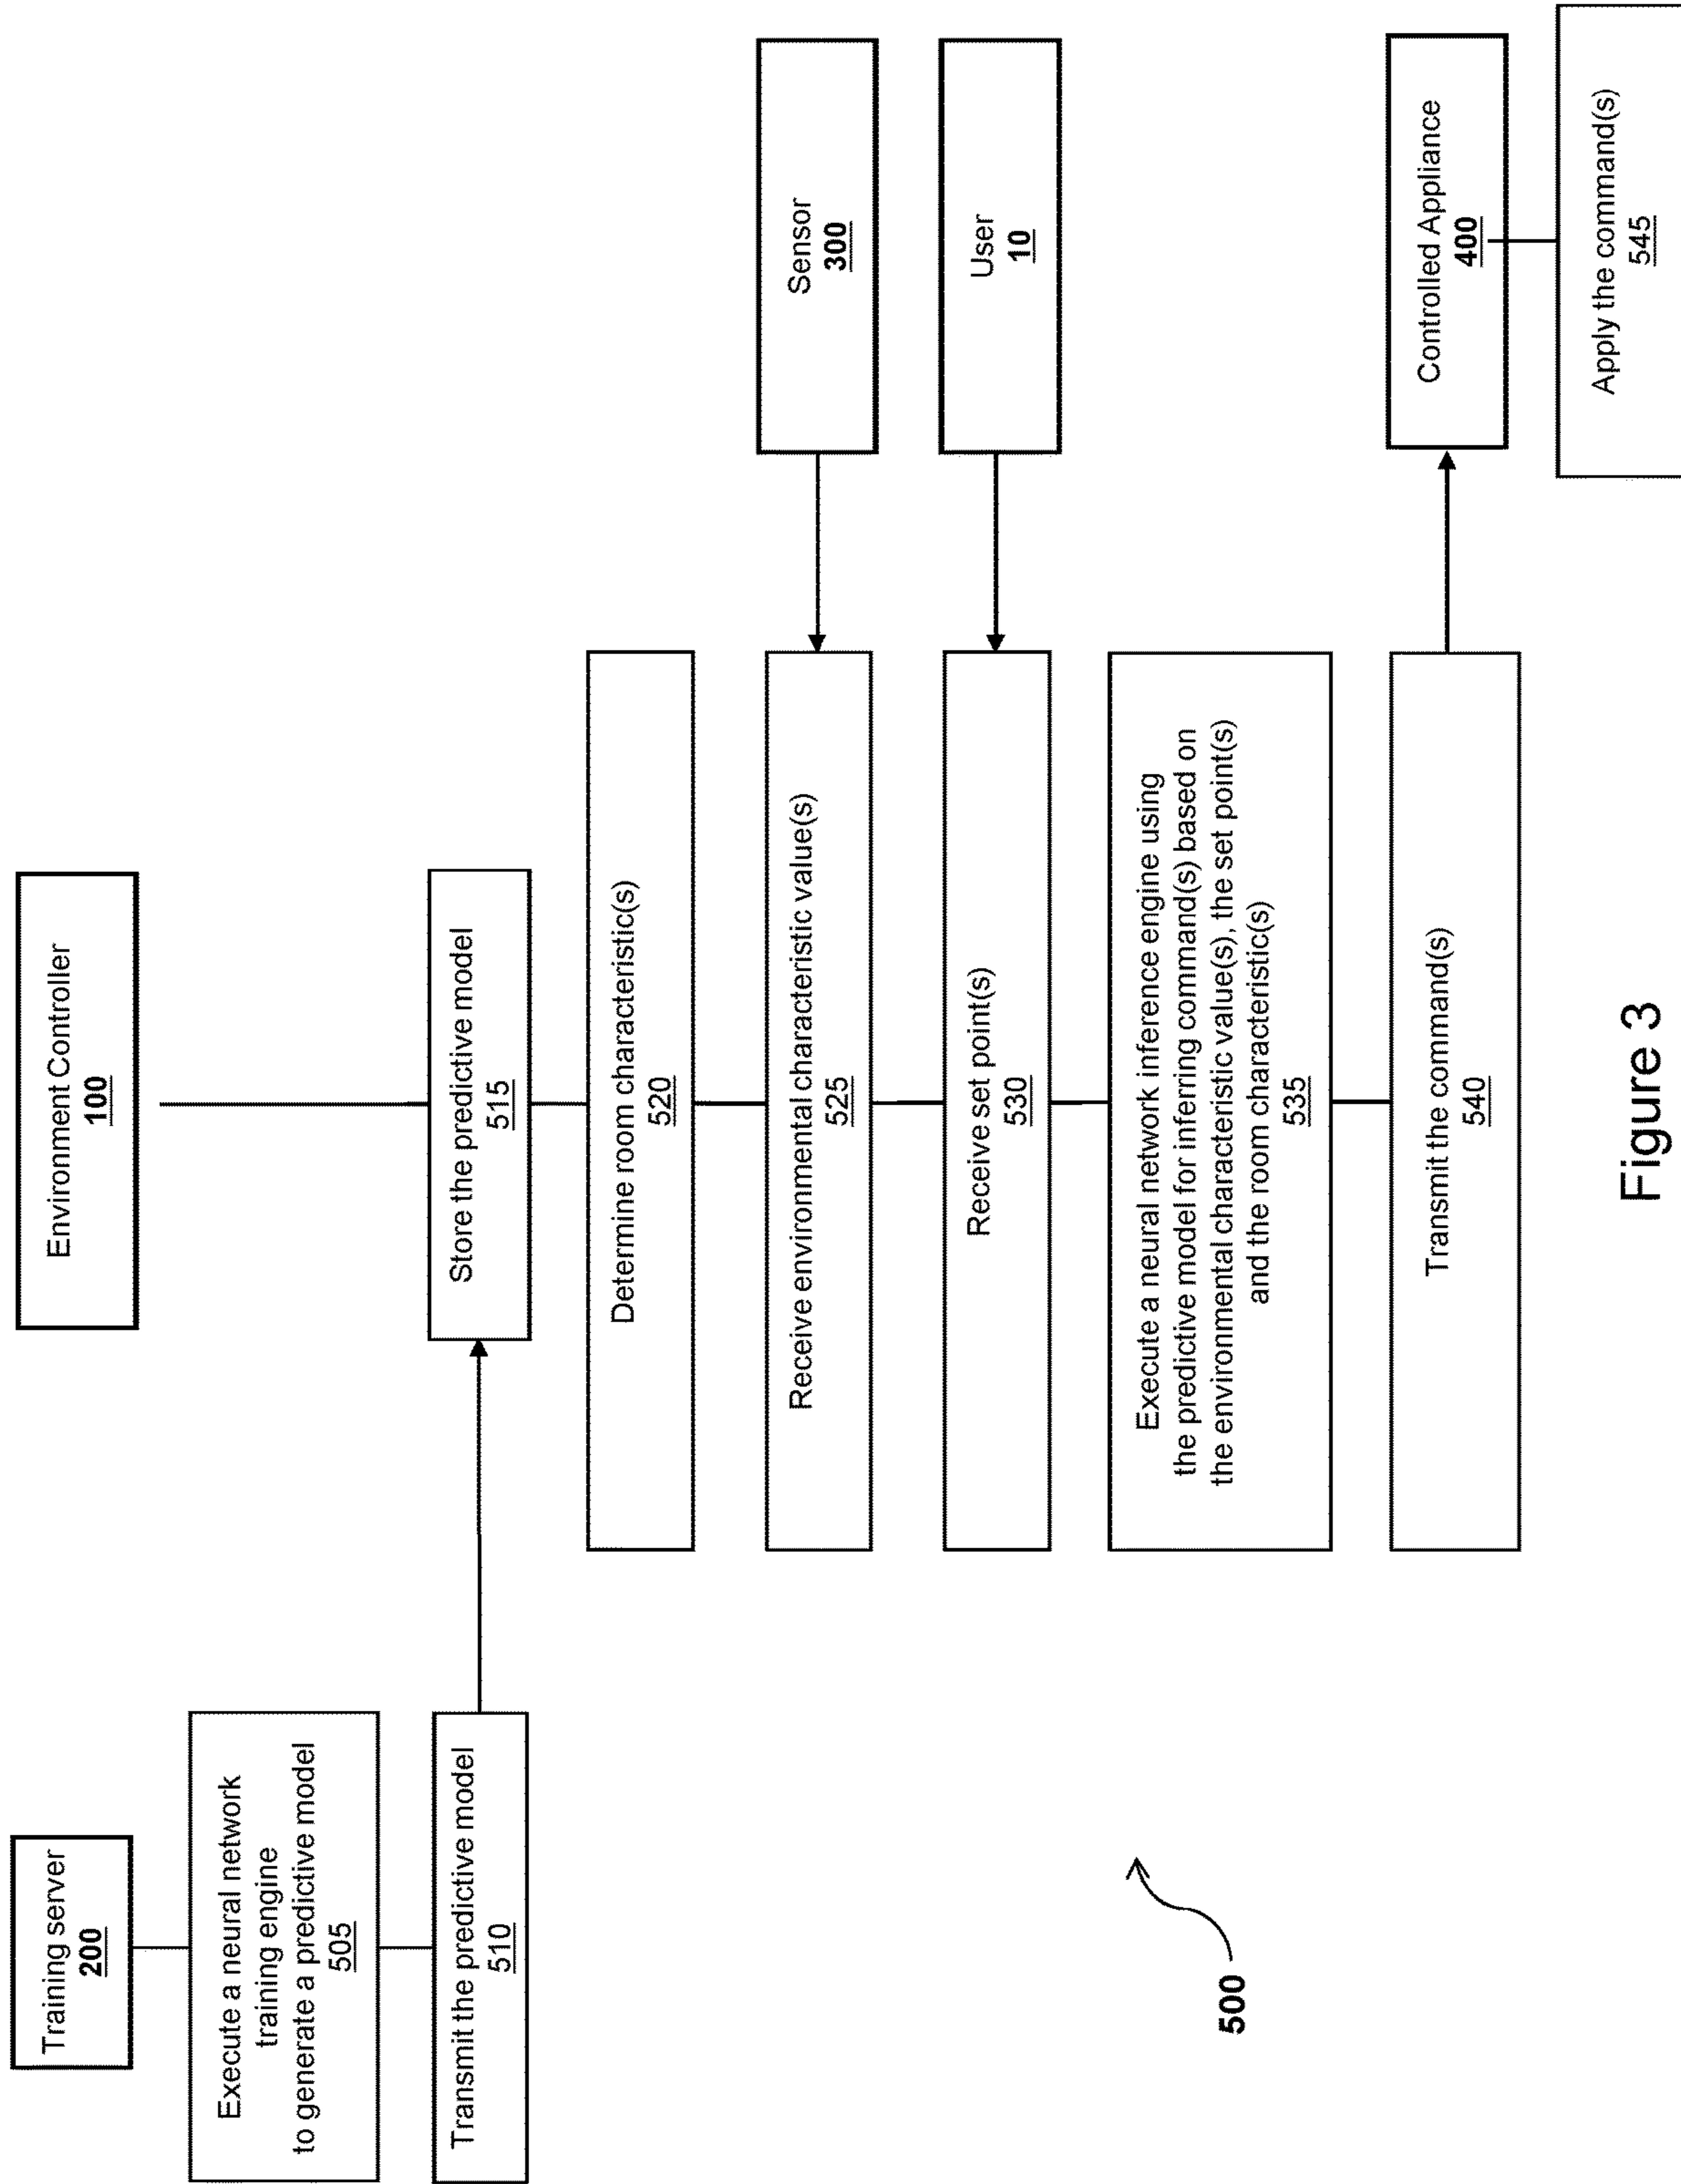 Training server
200
Execute a neural network
training engine
to generate a predictive model
505
Transmit the predictive model
510
Environment Controller
100
Store the predictive model
515
Determine room characteristic(s)
520
Receive environmental characteristic value(s)
525
Receive set point(s)
530
Execute a neural network inference engine using
the predictive model for inferring command(s) based on
the environmental characteristic value(s), the set point(s)
and the room characteristic(s)
535
Transmit the command(s)
540
Sensor
300
User
10
Controlled Appliance
400
Apply the command(s)
545
500
Figure 3